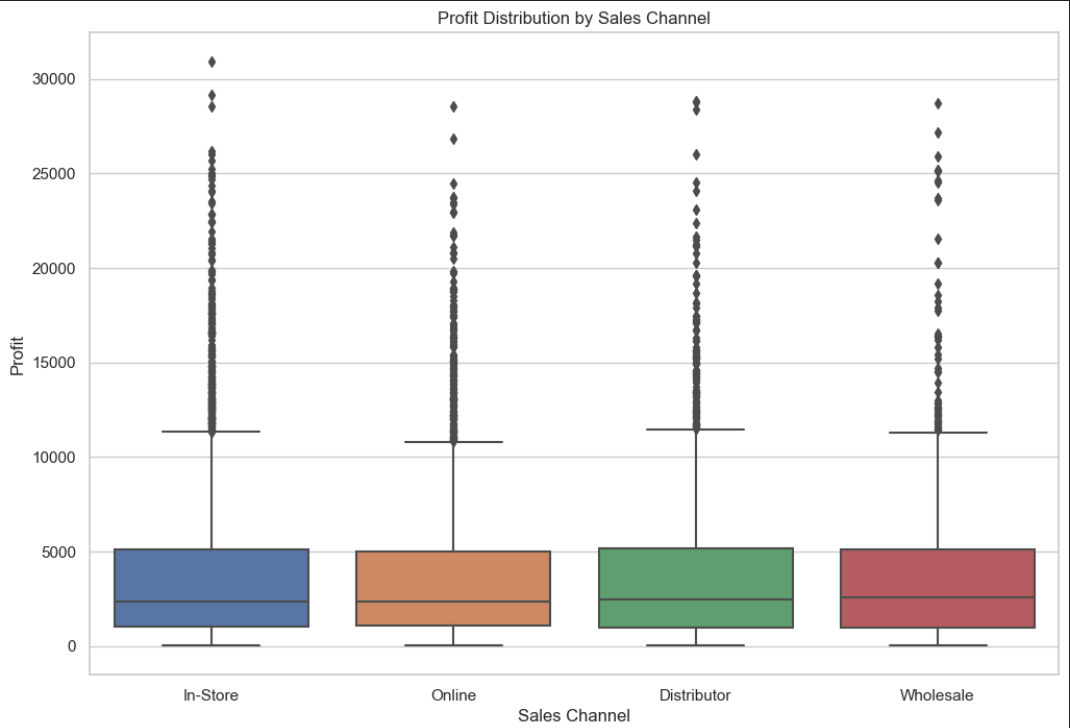 Profit Distribution by Sales Channel
30000
25000
20000
15000
10000
5000
0
Profit
In-Store
Online
Distributor
Wholesale
Sales Channel